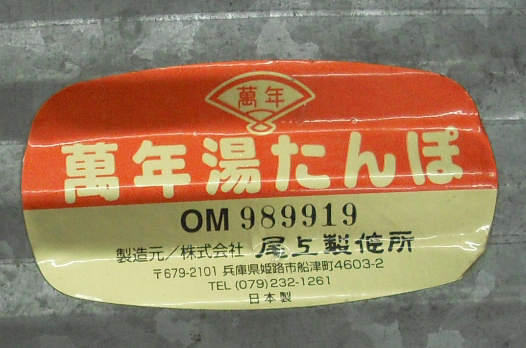 萬年
萬年湯たんぽ
OM 989919
製造元／株式会社 尾上製作所
〒679-2101 兵庫県姫路市船津町4603-2
TEL (079)232-1261
日本製